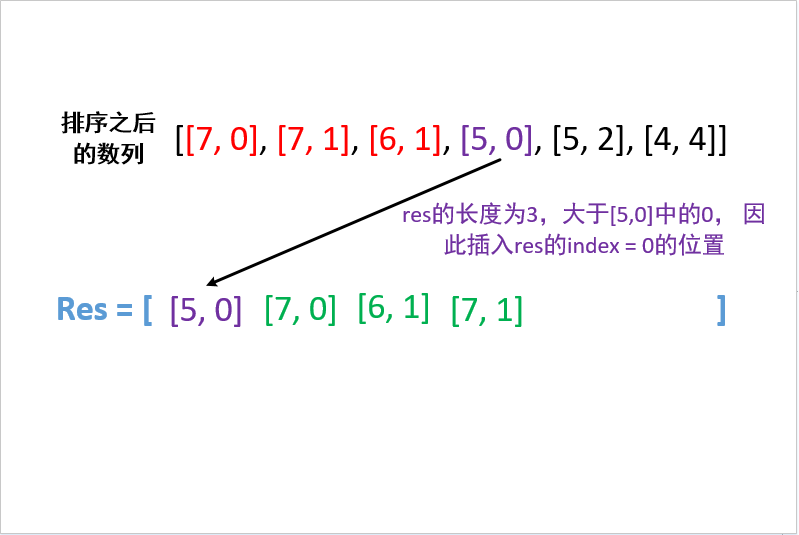 排序之后
的数列
[[7, 0], [7, 1], [6, 1], [5, 0], [5, 2], [4, 4]]
res的长度为3，大于[5,0]中的0， 因
此插入res的index = 0的位置
Res = [ [5, 0] [7, 0] [6, 1] [7, 1] ]